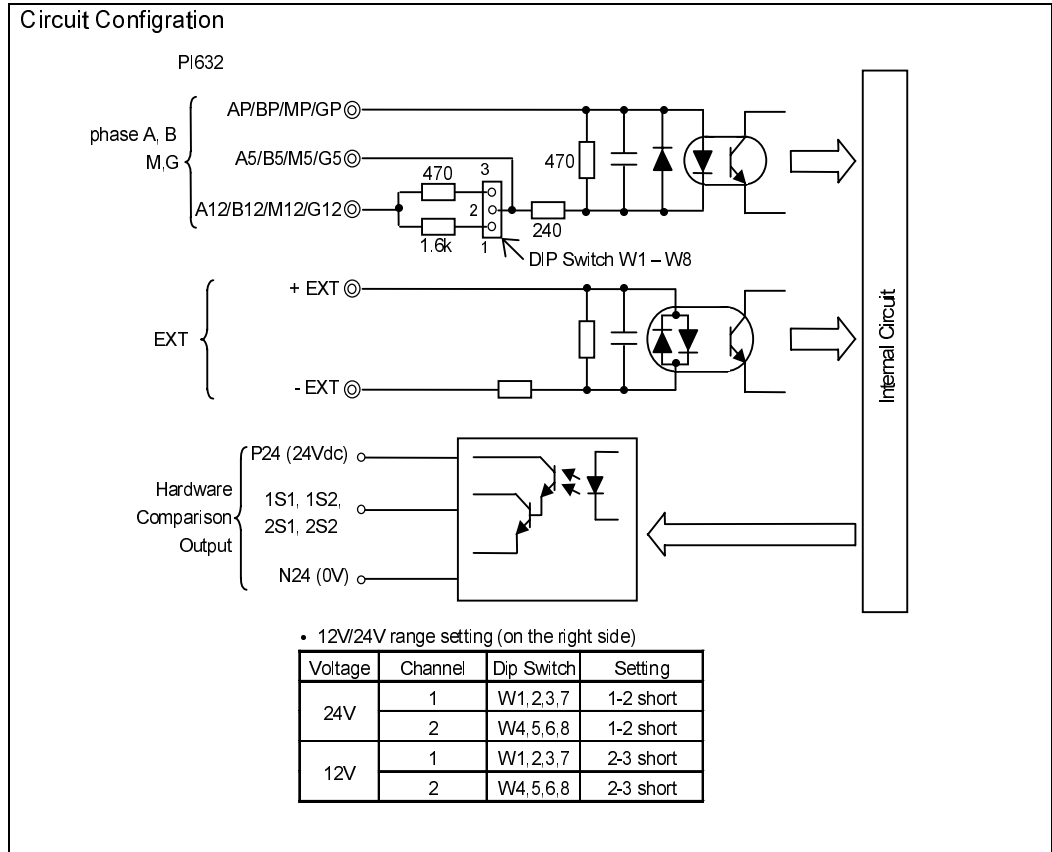 Circuit Configration
PI632
phase A, B
M,G
AP/BP/MP/GP
A5/B5/M5/G5
A12/B12/M12/G12
470
1.6k
3
2
1
240
470
DIP Switch W1 – W8
EXT
+ EXT
- EXT
Internal Circuit
Hardware
Comparison
Output
P24 (24Vdc)
1S1, 1S2,
2S1, 2S2
N24 (0V)
• 12V/24V range setting (on the right side)
Voltage Channel Dip Switch Setting
24V 1 W1,2,3,7 1-2 short
2 W4,5,6,8 1-2 short
12V 1 W1,2,3,7 2-3 short
2 W4,5,6,8 2-3 short